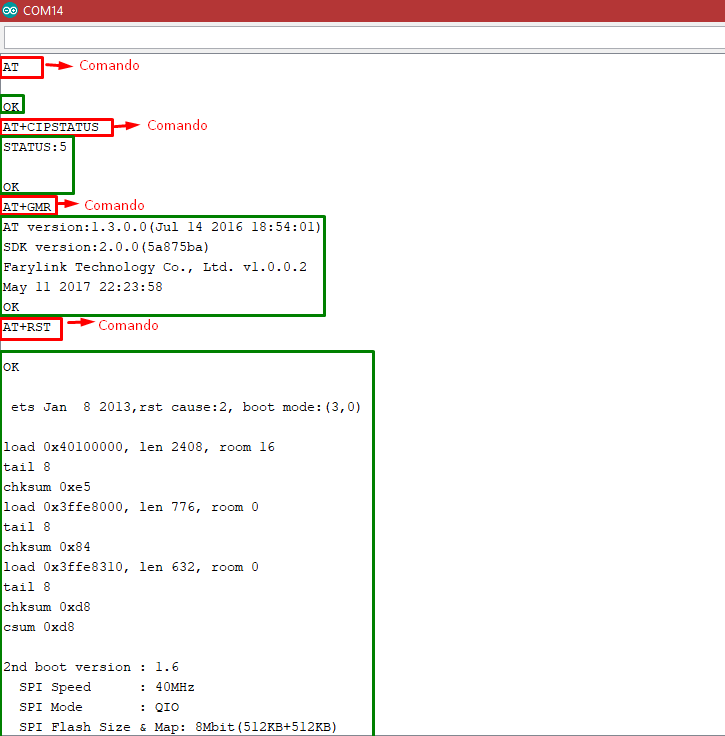 COM14
AT Comando
OK
AT+CIPSTATUS Comando
STATUS:5
OK
AT+GMR Comando
AT version:1.3.0.0(Jul 14 2016 18:54:01)
SDK version:2.0.0(5a875ba)
Farylink Technology Co., Ltd. v1.0.0.2
May 11 2017 22:23:58
OK
AT+RST Comando
OK
ets Jan  8 2013,rst cause:2, boot mode:(3,0)
load 0x40100000, len 2408, room 16
tail 8
chksum 0xe5
load 0x3ffe8000, len 776, room 0
tail 8
chksum 0x84
load 0x3ffe8310, len 632, room 0
tail 8
chksum 0xd8
csum 0xd8
2nd boot version : 1.6
SPI Speed      : 40MHz
SPI Mode       : QIO
SPI Flash Size & Map: 8Mbit(512KB+512KB)